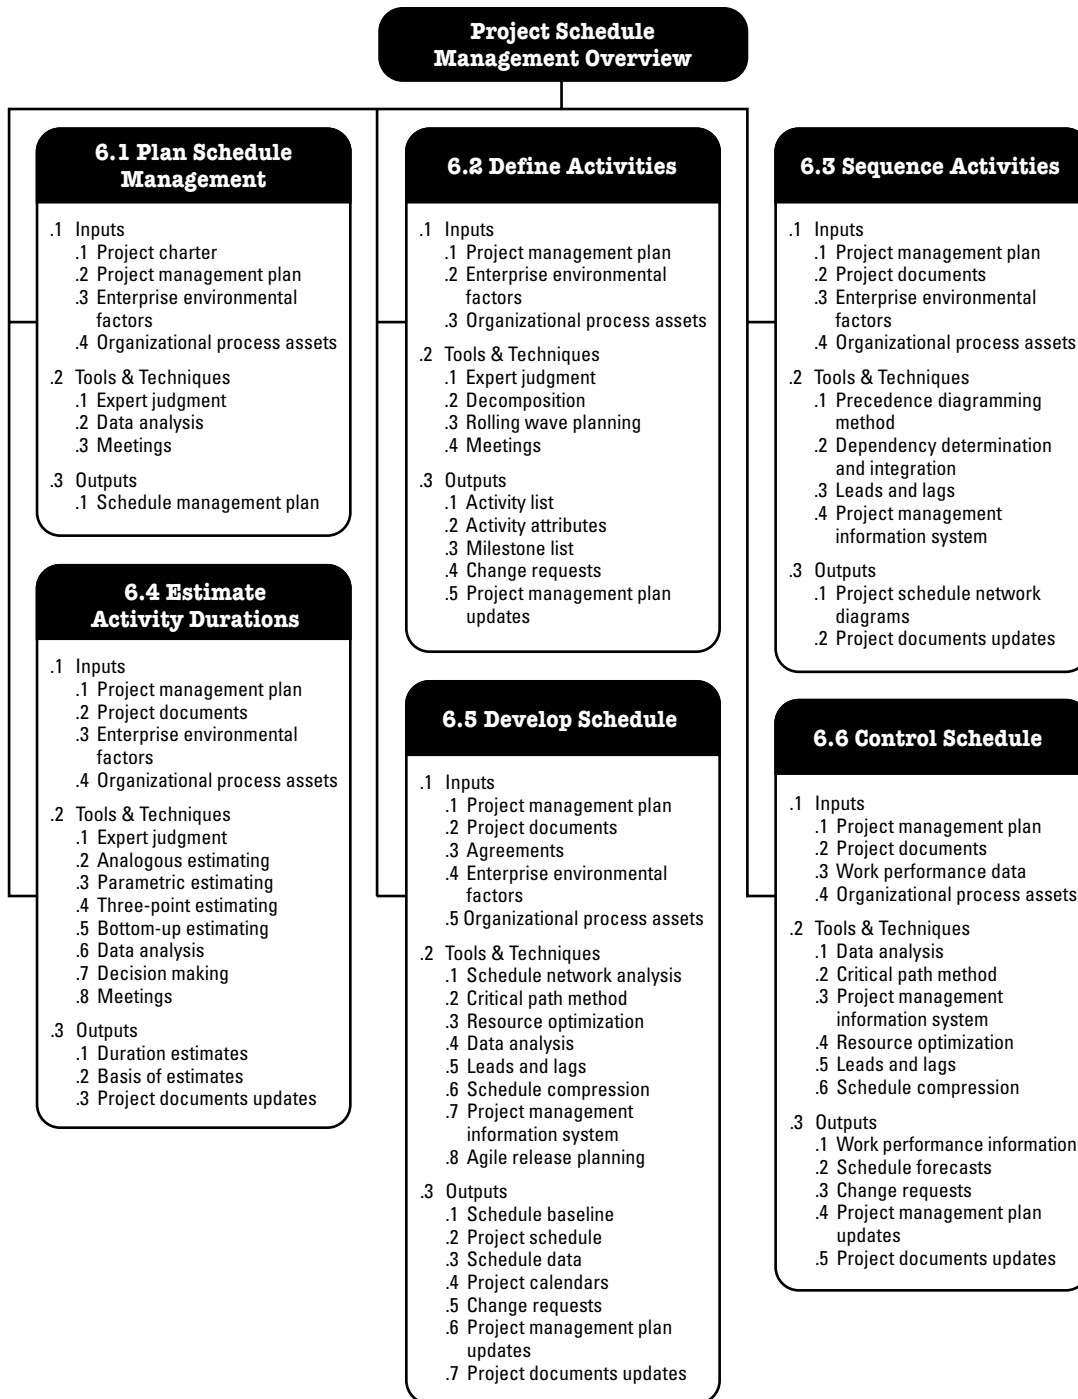 Project Schedule
Management Overview
6.1 Plan Schedule
Management
.1 Inputs
.1 Project charter
.2 Project management plan
.3 Enterprise environmental
factors
.4 Organizational process assets
.2 Tools & Techniques
.1 Expert judgment
.2 Data analysis
.3 Meetings
.3 Outputs
.1 Schedule management plan
6.2 Define Activities
.1 Inputs
.1 Project management plan
.2 Enterprise environmental
factors
.3 Organizational process assets
.2 Tools & Techniques
.1 Expert judgment
.2 Decomposition
.3 Rolling wave planning
.4 Meetings
.3 Outputs
.1 Activity list
.2 Activity attributes
.3 Milestone list
.4 Change requests
.5 Project management plan
updates
6.3 Sequence Activities
.1 Inputs
.1 Project management plan
.2 Project documents
.3 Enterprise environmental
factors
.4 Organizational process assets
.2 Tools & Techniques
.1 Precedence diagramming
method
.2 Dependency determination
and integration
.3 Leads and lags
.4 Project management
information system
.3 Outputs
.1 Project schedule network
diagrams
.2 Project documents updates
6.4 Estimate
Activity Durations
.1 Inputs
.1 Project management plan
.2 Project documents
.3 Enterprise environmental
factors
.4 Organizational process assets
.2 Tools & Techniques
.1 Expert judgment
.2 Analogous estimating
.3 Parametric estimating
.4 Three-point estimating
.5 Bottom-up estimating
.6 Data analysis
.7 Decision making
.8 Meetings
.3 Outputs
.1 Duration estimates
.2 Basis of estimates
.3 Project documents updates
6.5 Develop Schedule
.1 Inputs
.1 Project management plan
.2 Project documents
.3 Agreements
.4 Enterprise environmental
factors
.5 Organizational process assets
.2 Tools & Techniques
.1 Schedule network analysis
.2 Critical path method
.3 Resource optimization
.4 Data analysis
.5 Leads and lags
.6 Schedule compression
.7 Project management
information system
.8 Agile release planning
.3 Outputs
.1 Schedule baseline
.2 Project schedule
.3 Schedule data
.4 Project calendars
.5 Change requests
.6 Project management plan
updates
.7 Project documents updates
6.6 Control Schedule
.1 Inputs
.1 Project management plan
.2 Project documents
.3 Work performance data
.4 Organizational process assets
.2 Tools & Techniques
.1 Data analysis
.2 Critical path method
.3 Project management
information system
.4 Resource optimization
.5 Leads and lags
.6 Schedule compression
.3 Outputs
.1 Work performance information
.2 Schedule forecasts
.3 Change requests
.4 Project management plan
updates
.5 Project documents updates